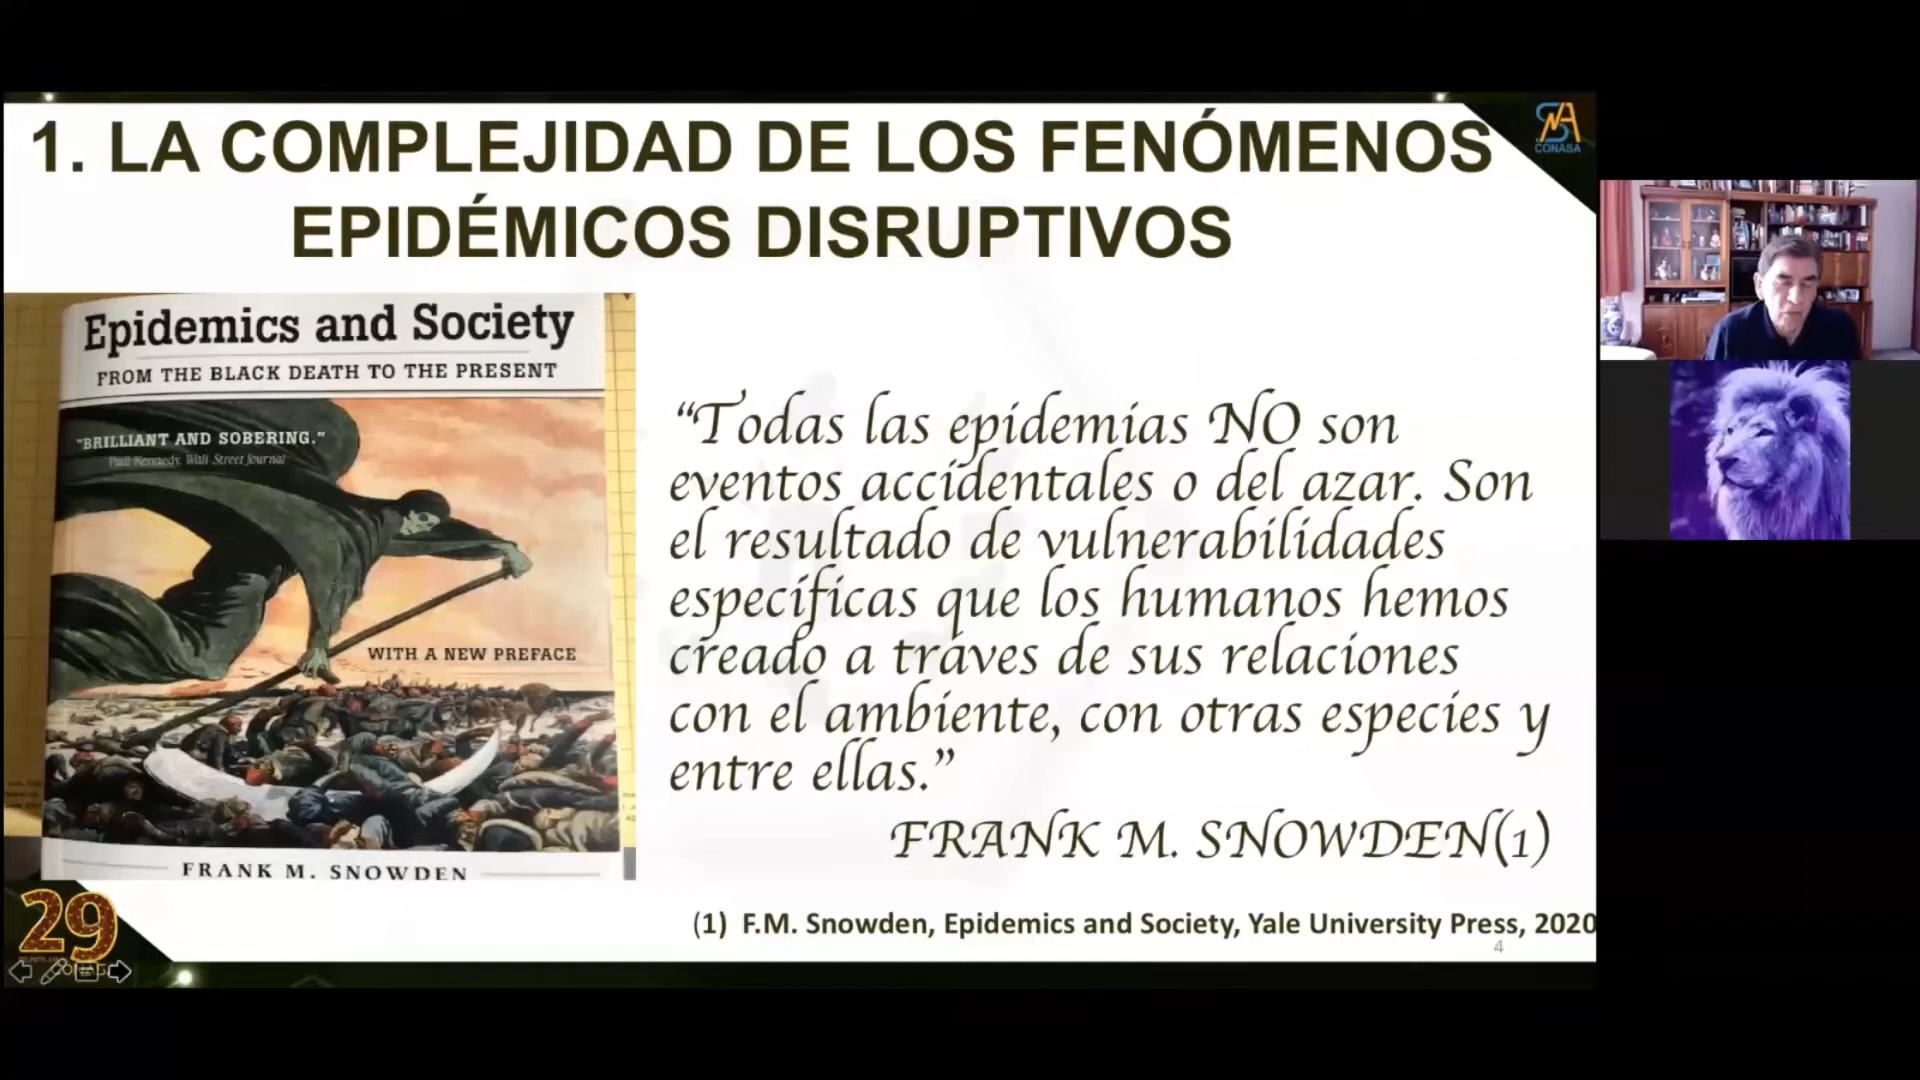 1. LA COMPLEJIDAD DE LOS FENÓMENOS
EPIDÉMICOS DISRUPTIVOS
CONASA
Epidemics and Society
FROM THE BLACK DEATH TO THE PRESENT
"BRILLIANT AND SOBERING."
Paul Kennedy, Wall Street Journal
WITH A NEW PREFACE
FRANK M. SNOWDEN
“Todas las epidemias NO son
eventos accidentales o del azar. Son
el resultado de vulnerabilidades
específicas que los humanos hemos
creado a tráves de sus relaciones
con el ambiente, con otras especies y
entre ellas.”
FRANK M. SNOWDEN(1)
(1) F.M. Snowden, Epidemics and Society, Yale University Press, 2020
4
29